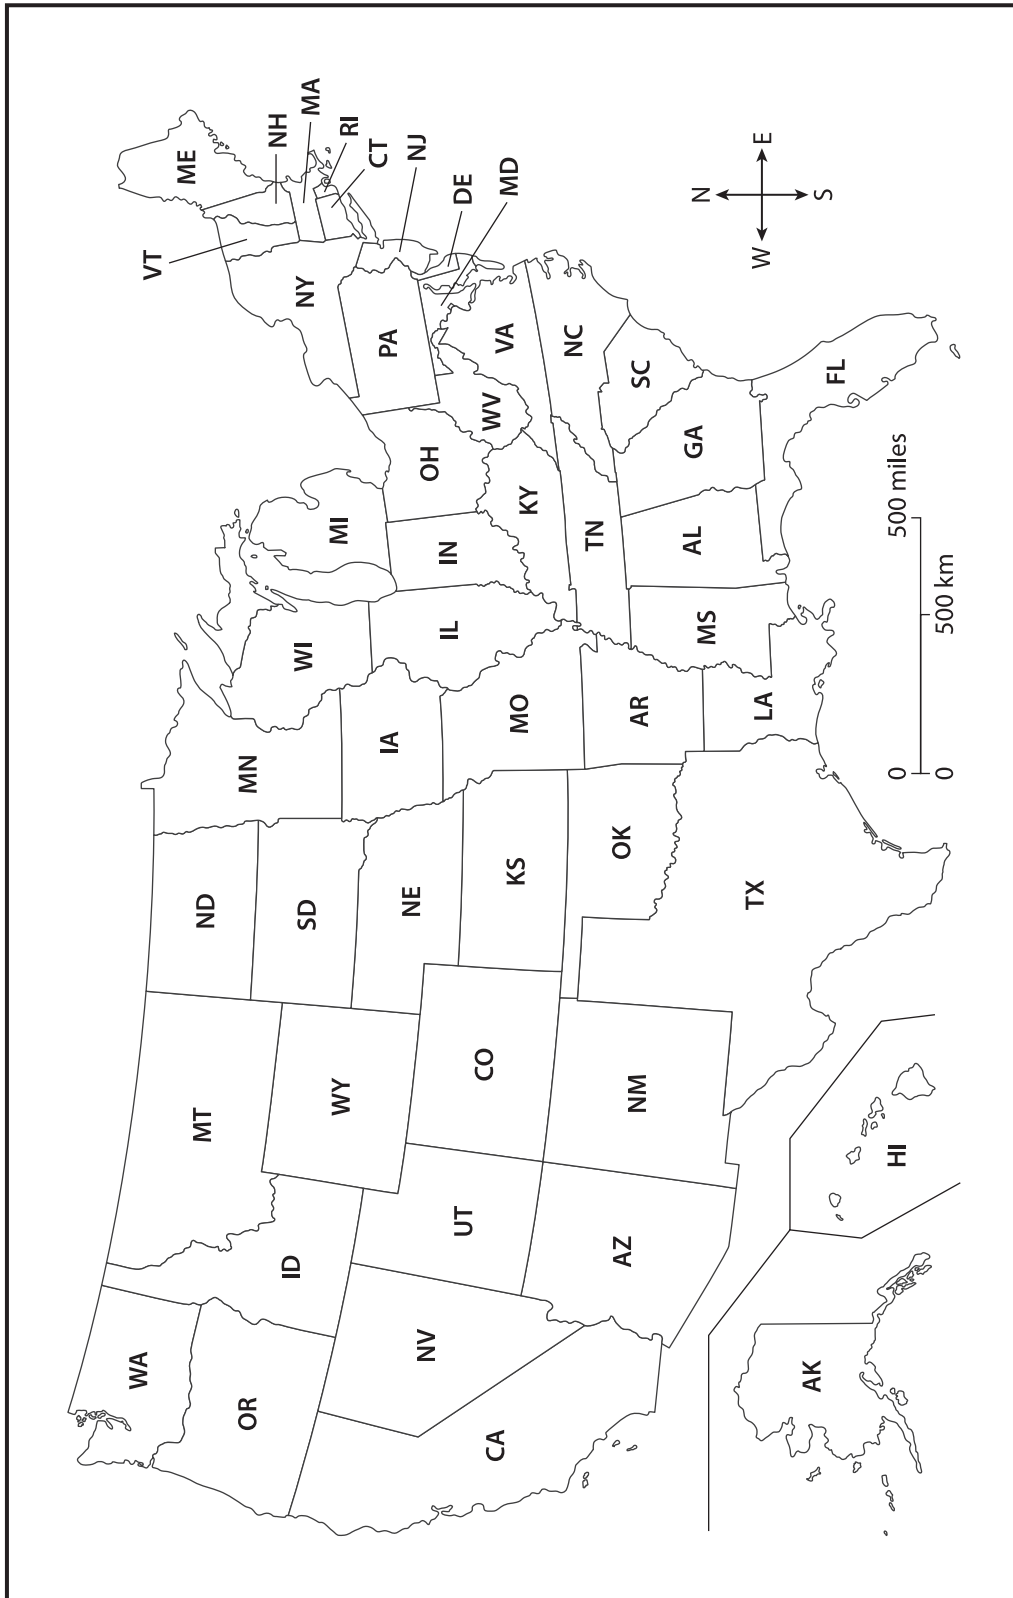 WA
OR
CA
NV
ID
MT
WY
UT
AZ
CO
NM
ND
SD
NE
KS
OK
TX
MN
IA
MO
AR
LA
WI
IL
MS
MI
IN
KY
TN
AL
OH
WV
GA
FL
SC
NC
VA
PA
NY
VT
ME
NH
MA
RI
CT
NJ
DE
MD
AK
HI
N
W
E
S
0
500 miles
0
500 km